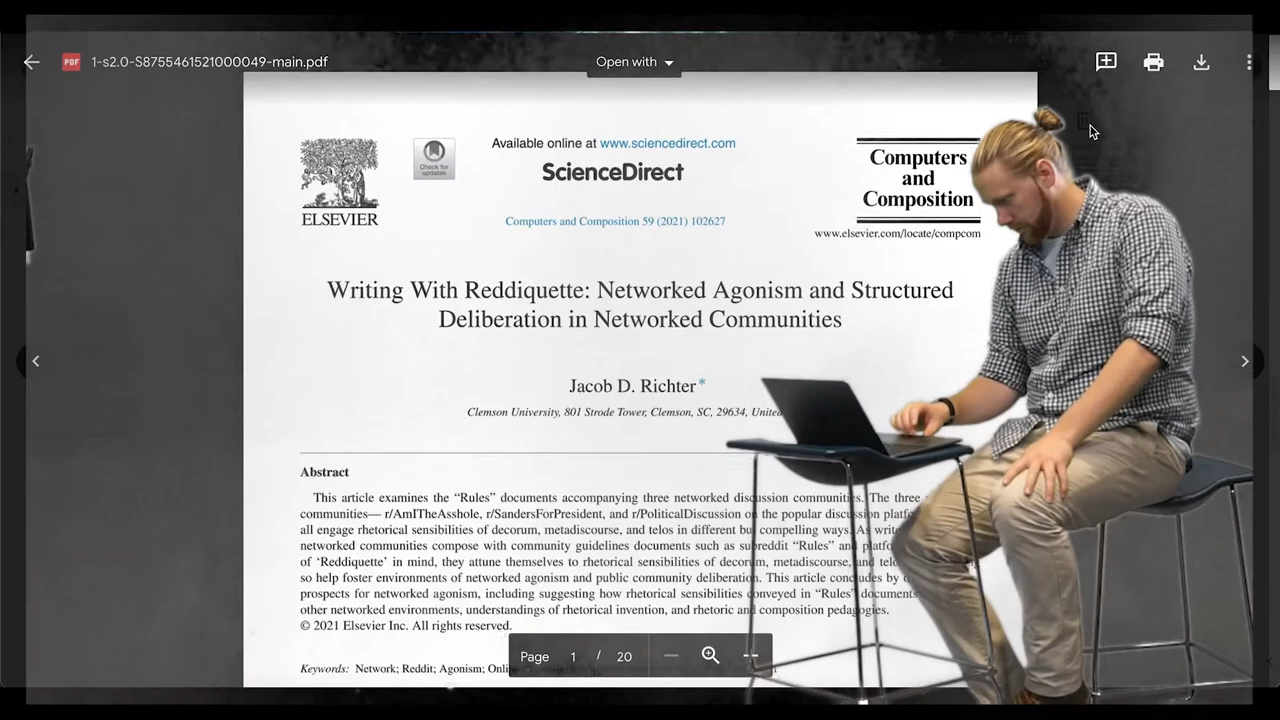 1-s2.0-S8755461521000049-main.pdf
Open with
ELSEVIER
Check for
updates
Available online at www.sciencedirect.com
ScienceDirect
Computers and Composition 59 (2021) 102627
Computers
and
Composition
www.elsevier.com/locate/compcom
Writing With Reddiquette: Networked Agonism and Structured
Deliberation in Networked Communities
Jacob D. Richter*
Clemson University, 801 Strode Tower, Clemson, SC, 29634, United
Abstract
This article examines the “Rules” documents accompanying three networked discussion communities. The three
communities— r/AmITheAsshole, r/SandersForPresident, and r/PoliticalDiscussion on the popular discussion
all engage rhetorical sensibilities of decorum, metadiscourse, and telos in different but compelling ways. As
networked communities compose with community guidelines documents such as subreddit “Rules” and
of ‘Reddiquette’ in mind, they attune themselves to rhetorical sensibilities of decorum, metadiscourse, and
so help foster environments of networked agonism and public community deliberation. This article concludes by
prospects for networked agonism, including suggesting how rhetorical sensibilities conveyed in “Rules” documents
other networked environments, understandings of rhetorical invention, and rhetoric and composition pedagogies.
© 2021 Elsevier Inc. All rights reserved.
Keywords: Network; Reddit; Agonism;
Page 1 / 20